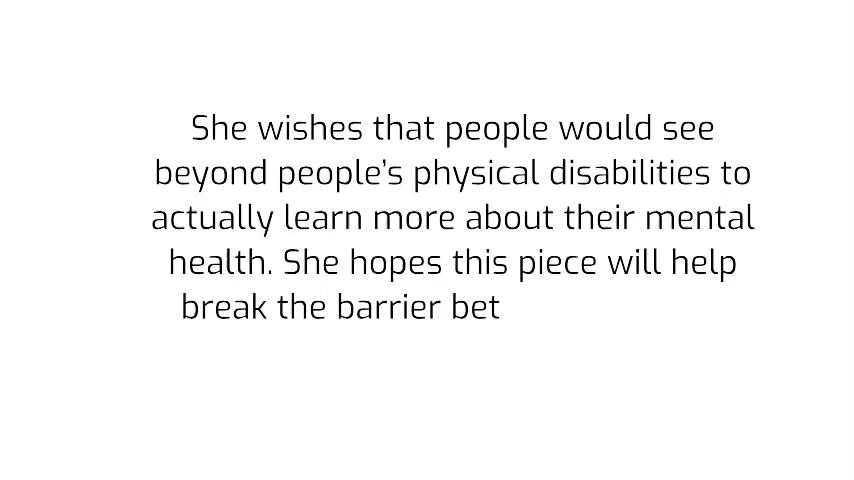 She wishes that people would see
beyond people's physical disabilities to
actually learn more about their mental
health. She hopes this piece will help
break the barrier bet